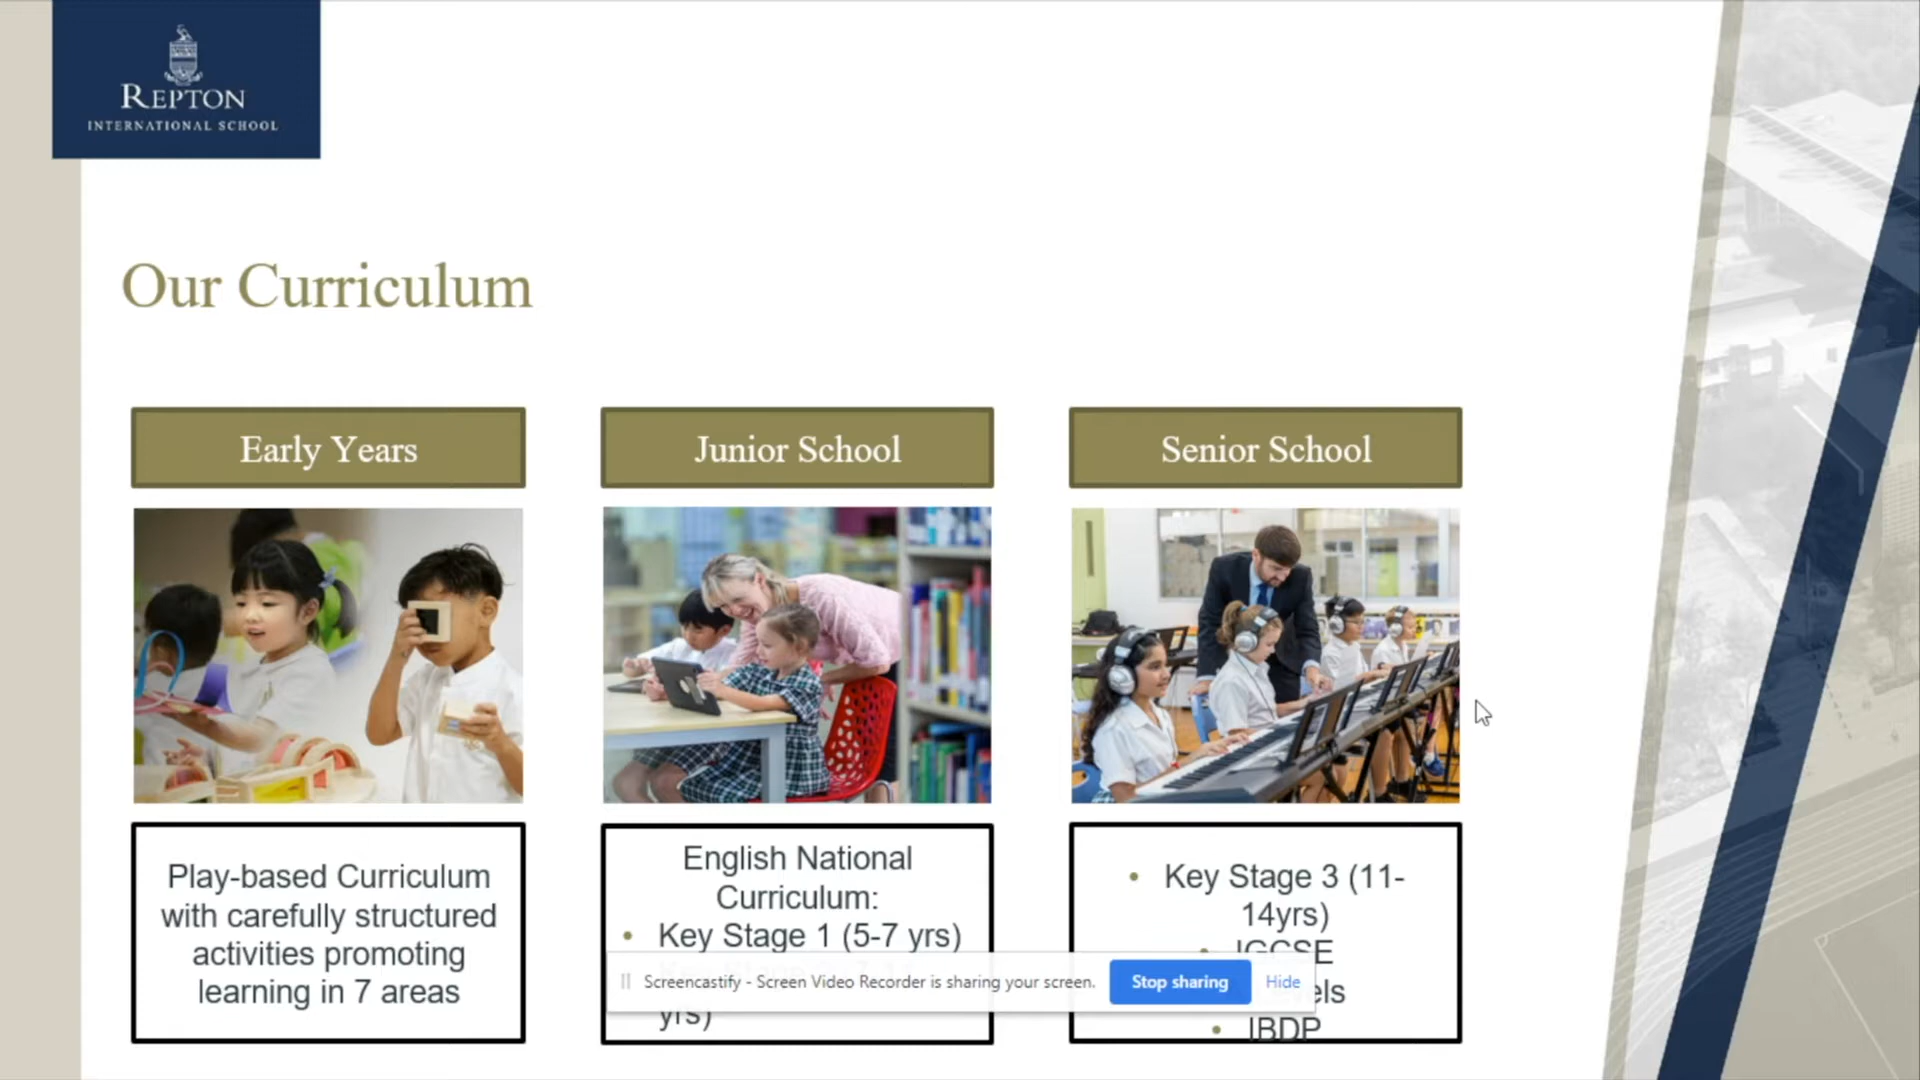 REPTON
INTERNATIONAL SCHOOL
Our Curriculum
Early Years
Junior School
Senior School
Play-based Curriculum
with carefully structured
activities promoting
learning in 7 areas
English National
Curriculum:
• Key Stage 1 (5-7 yrs)
yrs)
• Key Stage 3 (11-
14yrs)
• IGCSE
• IBDP
Screencastify - Screen Video Recorder is sharing your screen.
Stop sharing
Hide